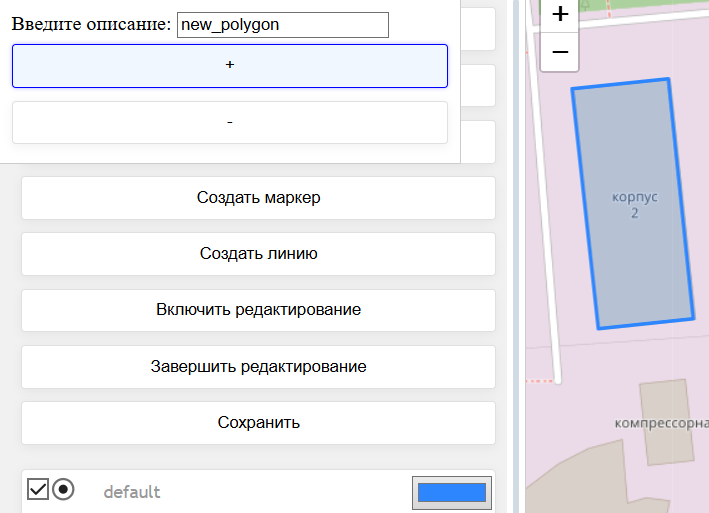 Введите описание: new_polygon
+
-
Создать маркер
Создать линию
Включить редактирование
Завершить редактирование
Сохранить
default
+
−
корпус
2
компрессорна